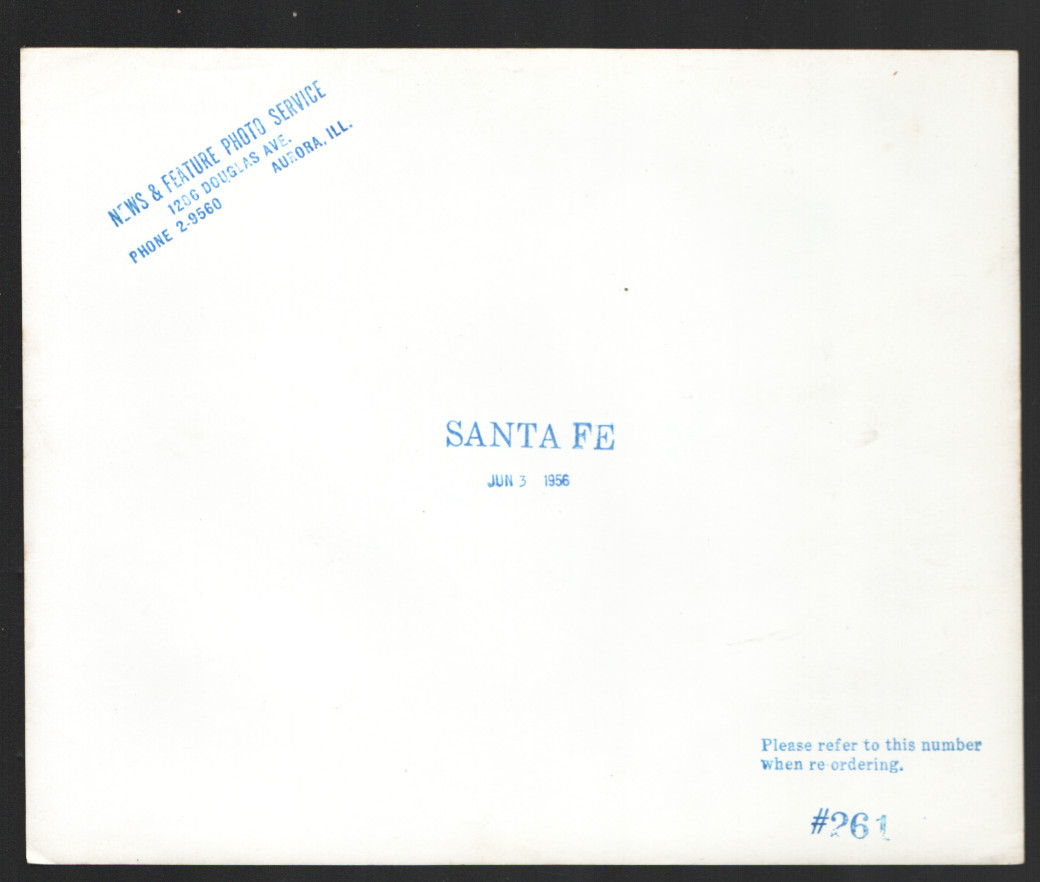 NEWS & FEATURE PHOTO SERVICE
1206 DOUGLAS AVE.
AURORA, ILL.
PHONE 2-9560
SANTA FE
JUN 3 1956
Please refer to this number
when re-ordering.
#261